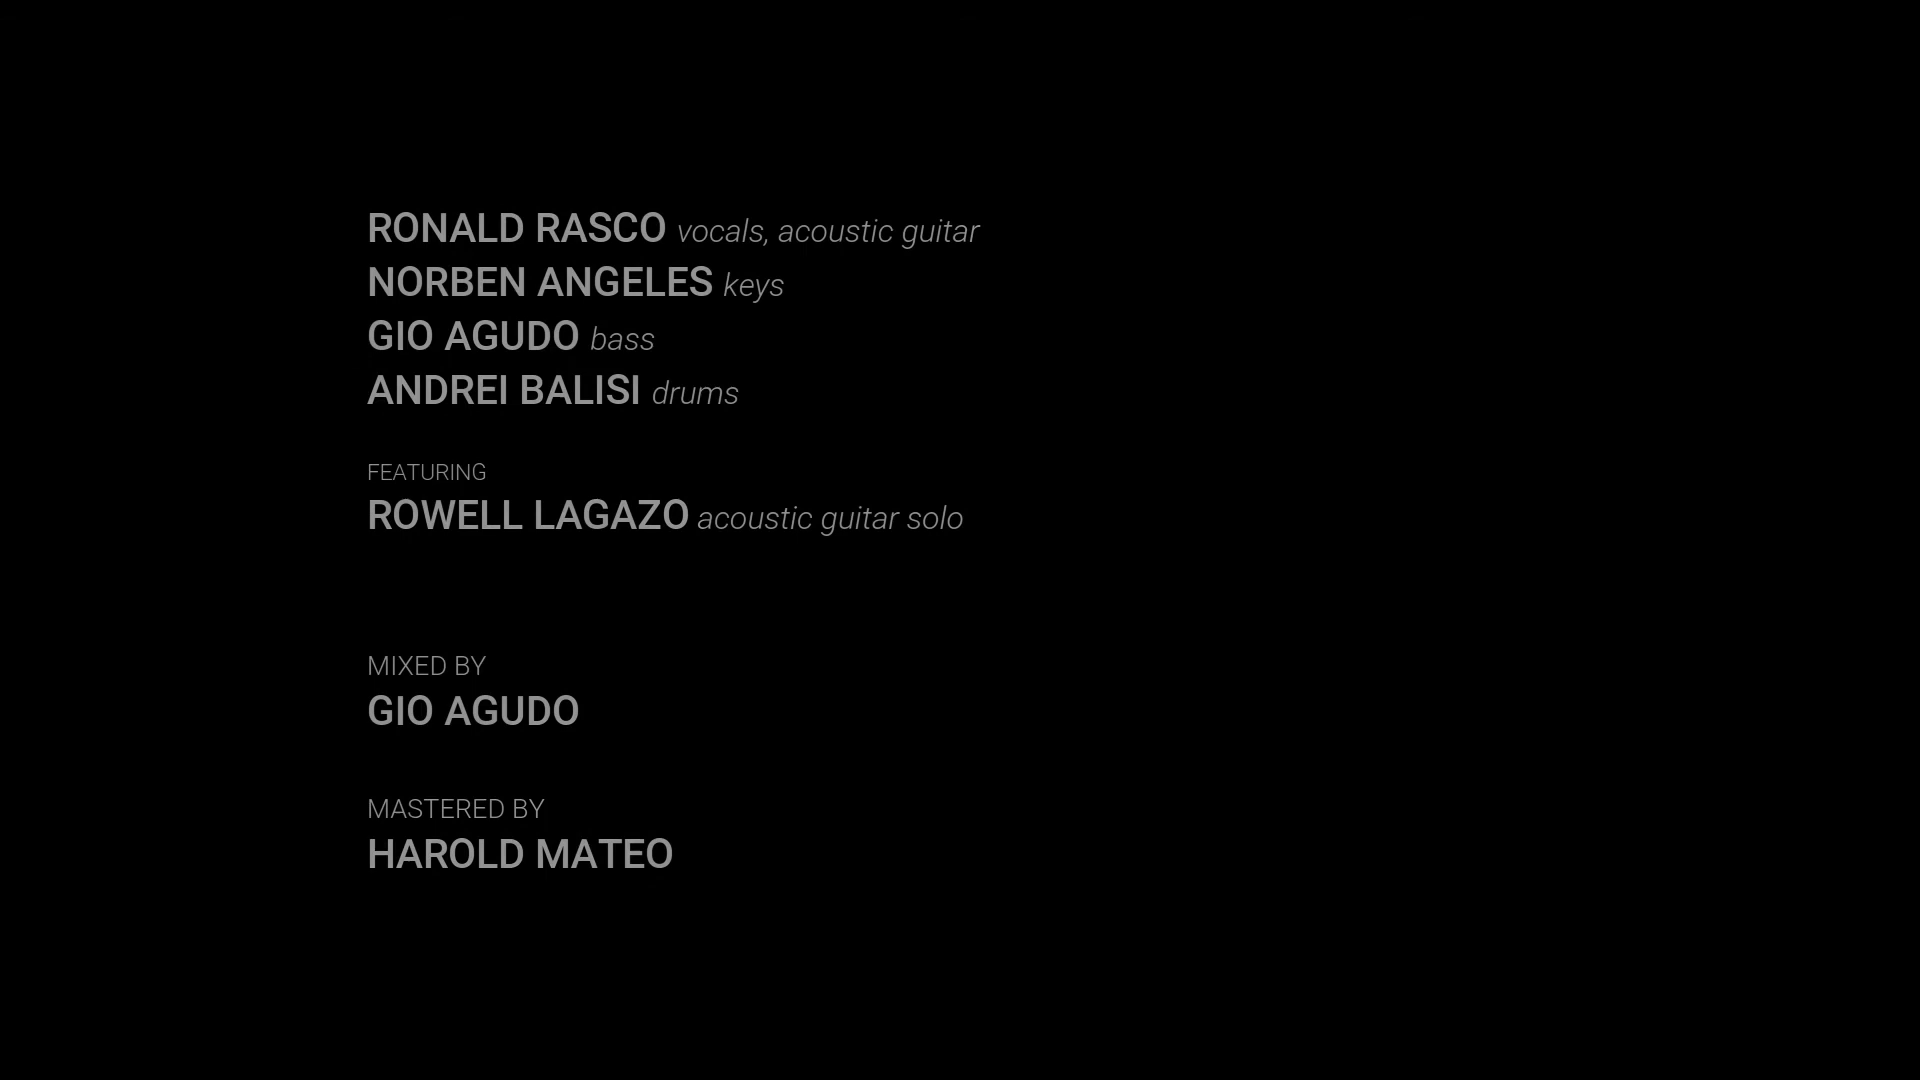 RONALD RASCO vocals, acoustic guitar
NORBEN ANGELES keys
GIO AGUDO bass
ANDREI BALISI drums
FEATURING
ROWELL LAGAZO acoustic guitar solo
MIXED BY
GIO AGUDO
MASTERED BY
HAROLD MATEO